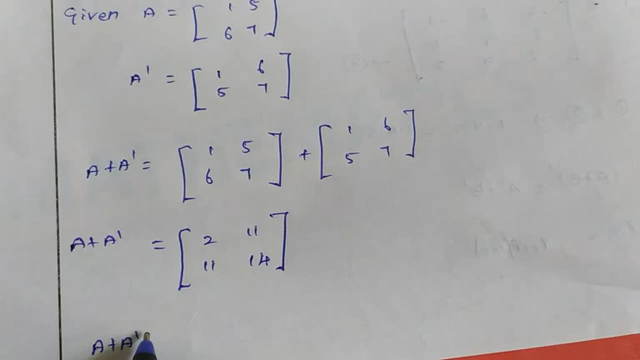 Given A = [1 5
6 7]
A' = [1 6
5 7]
A+A' = [1 5
6 7] + [1 6
5 7]
A+A' = [2 11
11 14]
A+A'